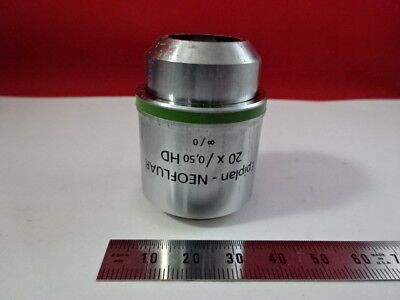 Epiplan - NEOFLUAR
20 x / 0,50 HD
∞ / 0
10 20 30 40 50 60